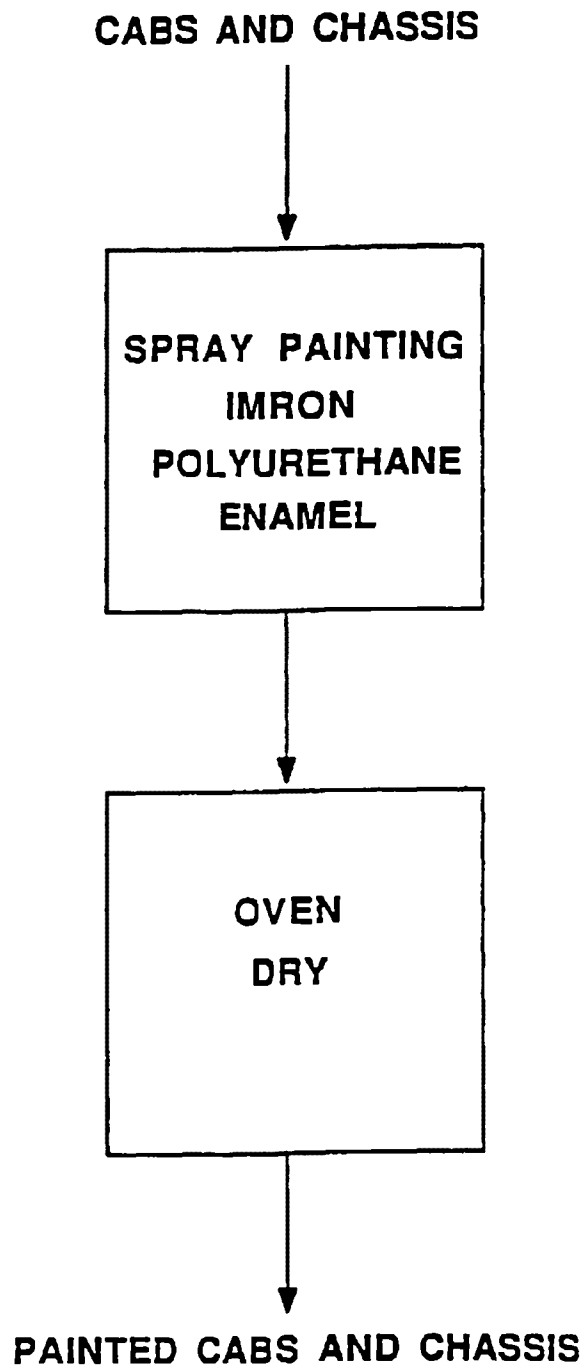 CABS AND CHASSIS
SPRAY PAINTING
IMRON
POLYURETHANE
ENAMEL
OVEN
DRY
PAINTED CABS AND CHASSIS